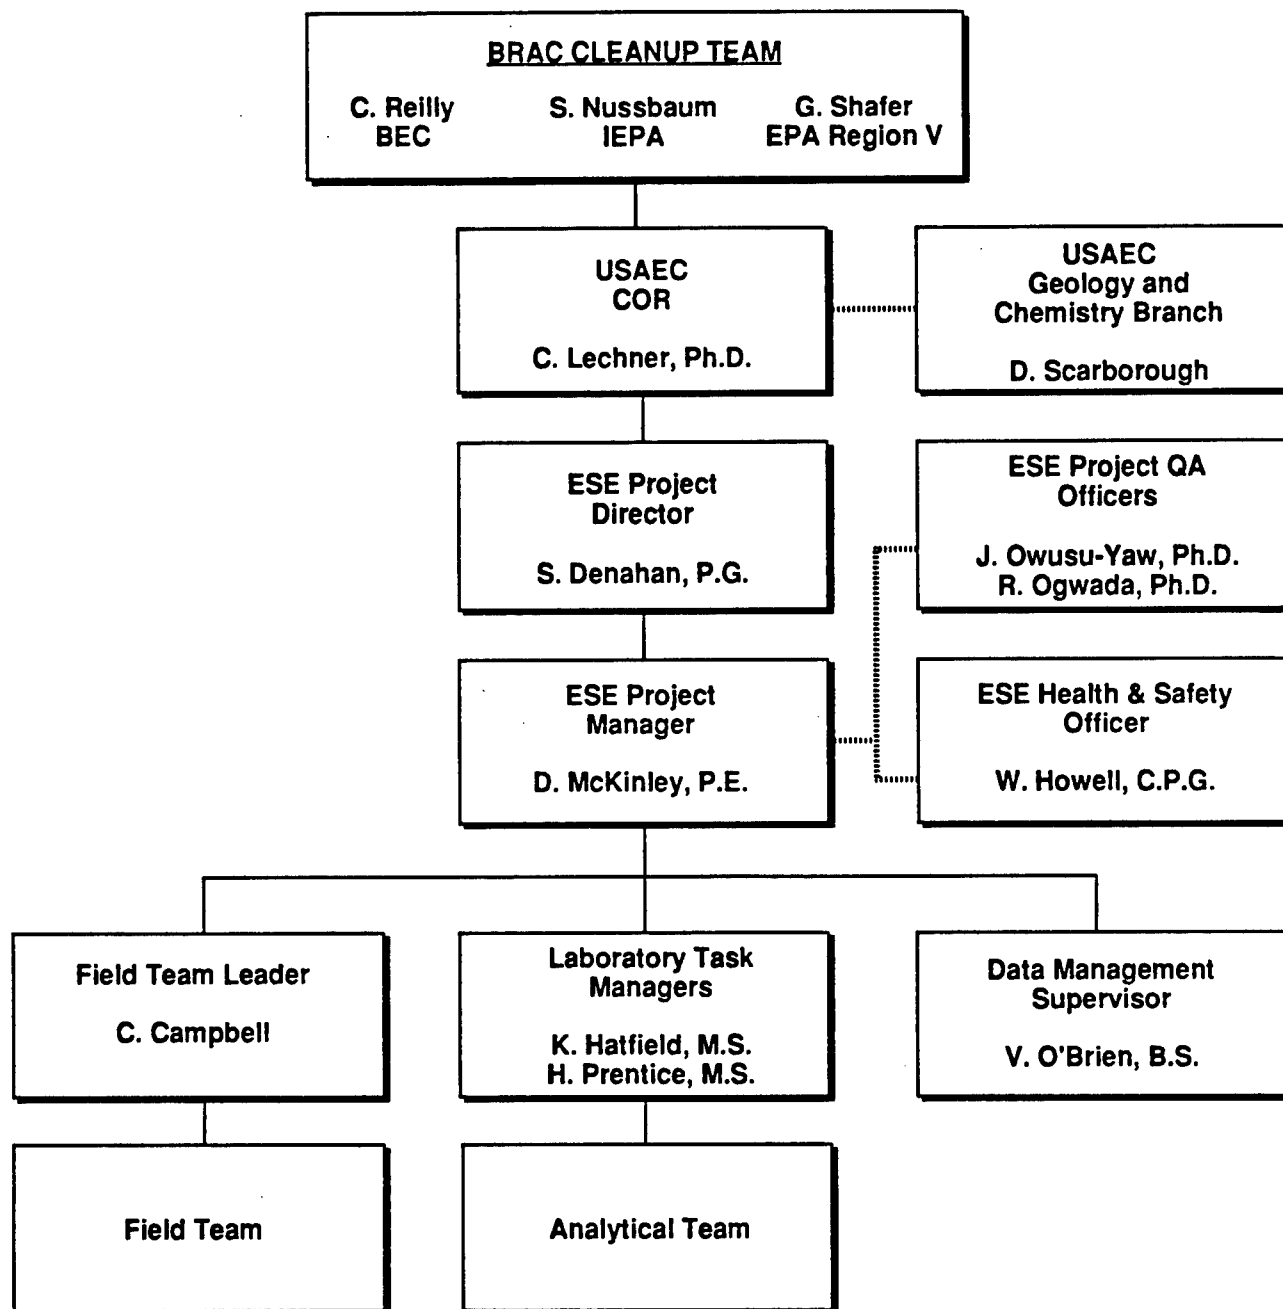 BRAC CLEANUP TEAM
C. Reilly
BEC
S. Nussbaum
IEPA
G. Shafer
EPA Region V
USAEC
COR
C. Lechner, Ph.D.
USAEC
Geology and
Chemistry Branch
D. Scarborough
ESE Project
Director
S. Denahan, P.G.
ESE Project QA
Officers
J. Owusu-Yaw, Ph.D.
R. Ogwada, Ph.D.
ESE Project
Manager
D. McKinley, P.E.
ESE Health & Safety
Officer
W. Howell, C.P.G.
Field Team Leader
C. Campbell
Laboratory Task
Managers
K. Hatfield, M.S.
H. Prentice, M.S.
Data Management
Supervisor
V. O'Brien, B.S.
Field Team
Analytical Team